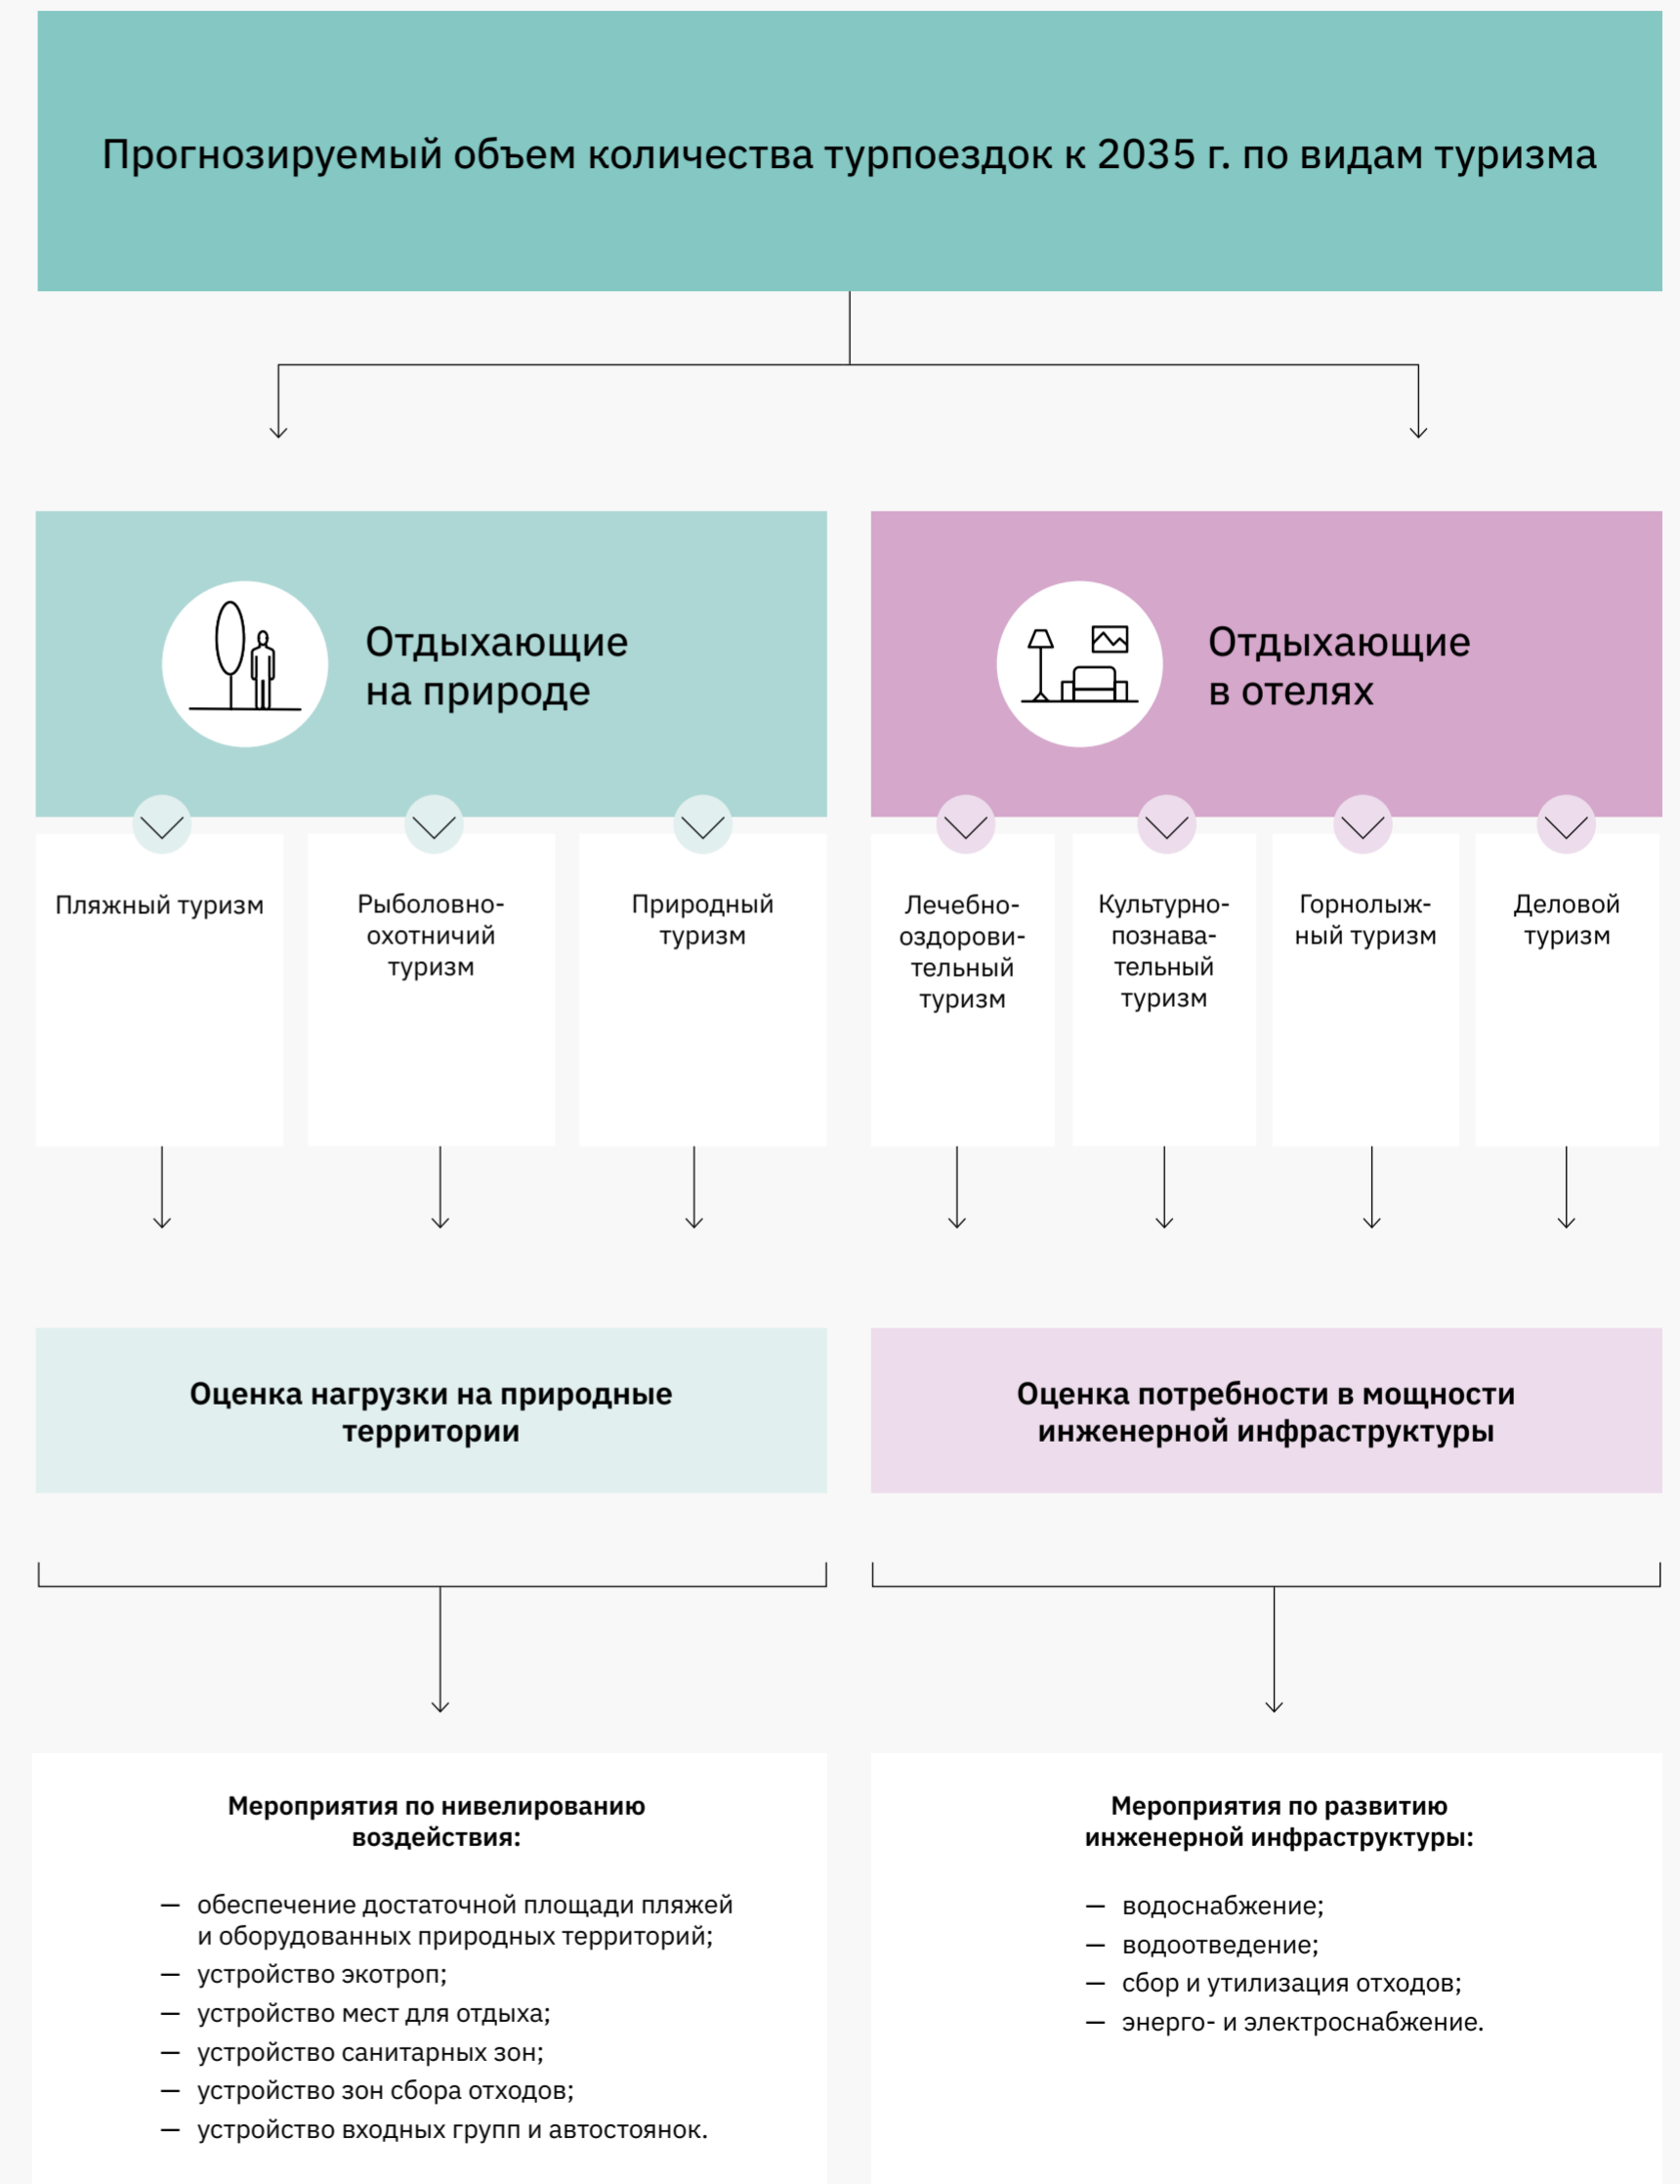 Прогнозируемый объем количества турпоездок к 2035 г. по видам туризма
Отдыхающие
на природе
Отдыхающие
в отелях
Пляжный туризм
Рыболовно-
охотничий
туризм
Природный
туризм
Лечебно-
оздорови-
тельный
туризм
Культурно-
познава-
тельный
туризм
Горнолыж-
ный туризм
Деловой
туризм
Оценка нагрузки на природные
территории
Оценка потребности в мощности
инженерной инфраструктуры
Мероприятия по нивелированию
воздействия:
— обеспечение достаточной площади пляжей
и оборудованных природных территорий;
— устройство экотроп;
— устройство мест для отдыха;
— устройство санитарных зон;
— устройство зон сбора отходов;
— устройство входных групп и автостоянок.
Мероприятия по развитию
инженерной инфраструктуры:
— водоснабжение;
— водоотведение;
— сбор и утилизация отходов;
— энерго- и электроснабжение.